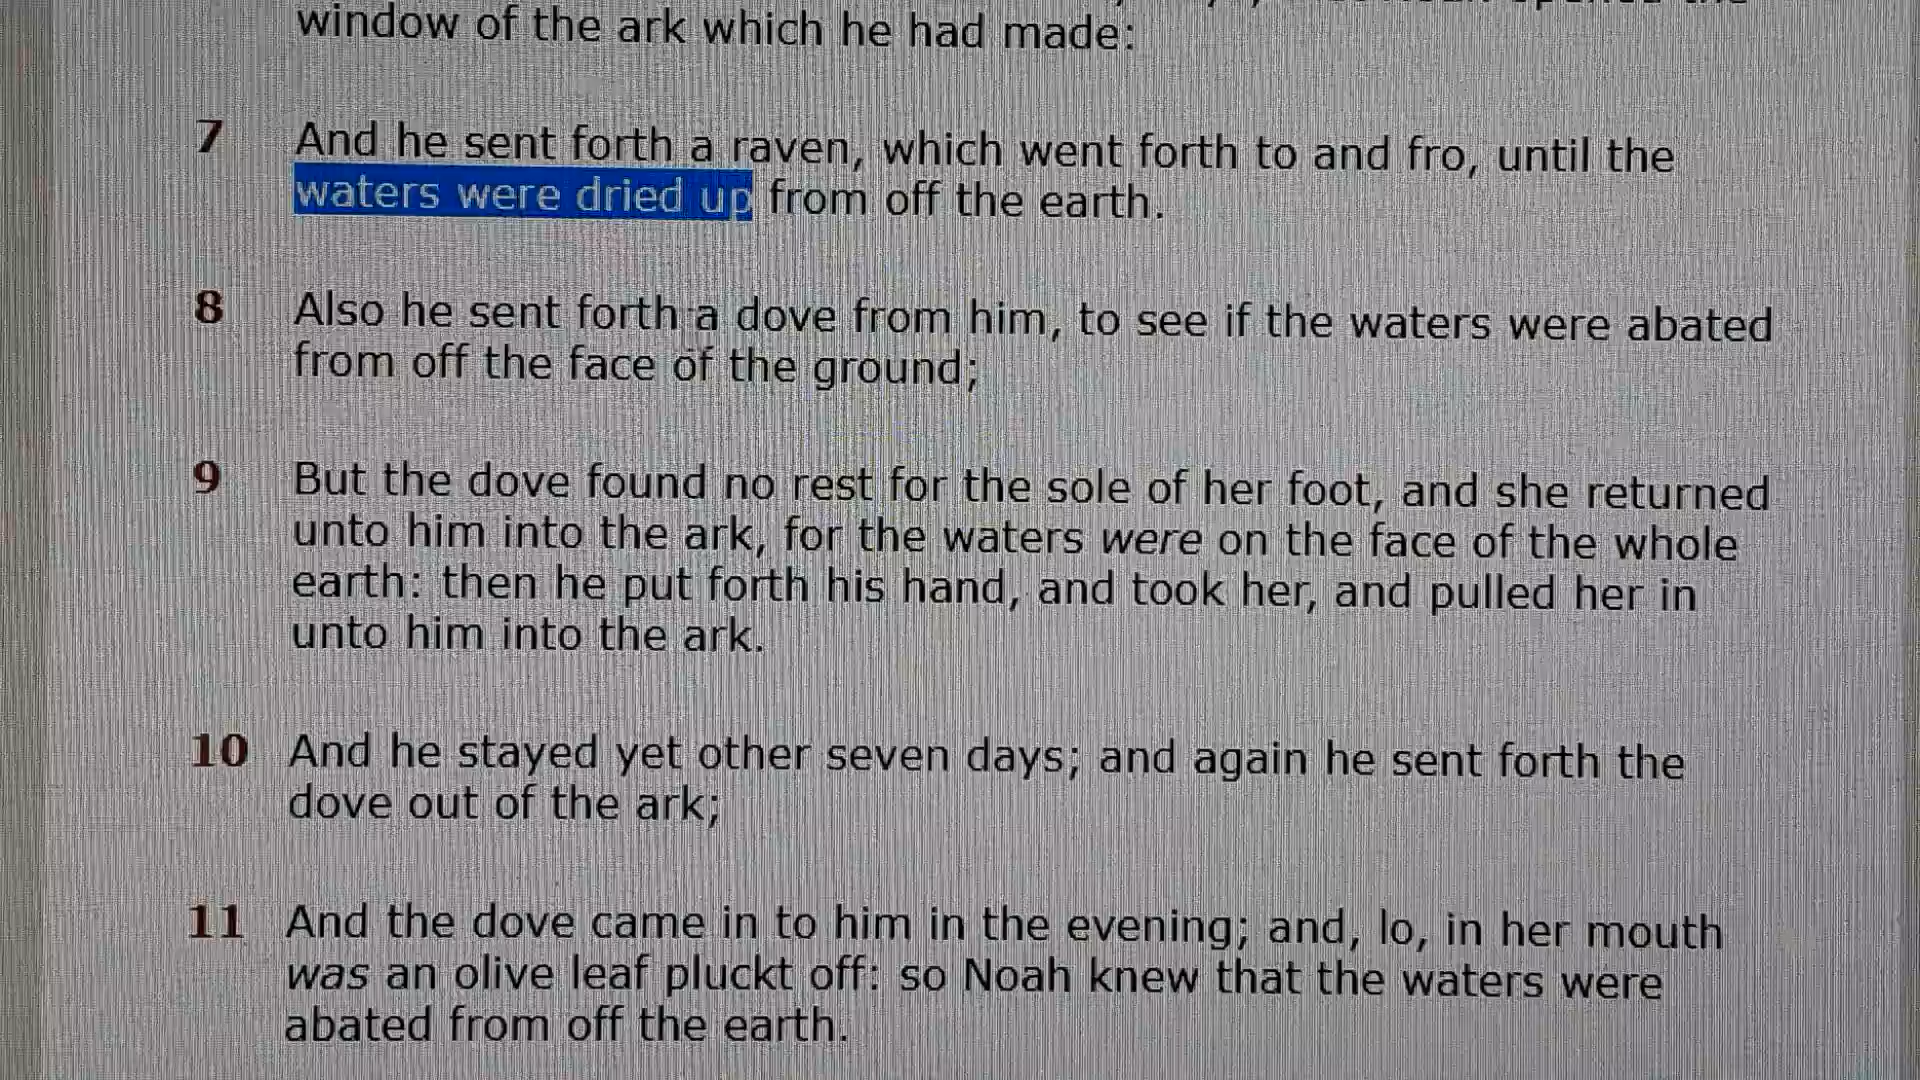 window of the ark which he had made:
7 And he sent forth a raven, which went forth to and fro, until the
waters were dried up from off the earth.
8 Also he sent forth a dove from him, to see if the waters were abated
from off the face of the ground;
9 But the dove found no rest for the sole of her foot, and she returned
unto him into the ark, for the waters were on the face of the whole
earth: then he put forth his hand, and took her, and pulled her in
unto him into the ark.
10 And he stayed yet other seven days; and again he sent forth the
dove out of the ark;
11 And the dove came in to him in the evening; and, lo, in her mouth
was an olive leaf pluckt off: so Noah knew that the waters were
abated from off the earth.